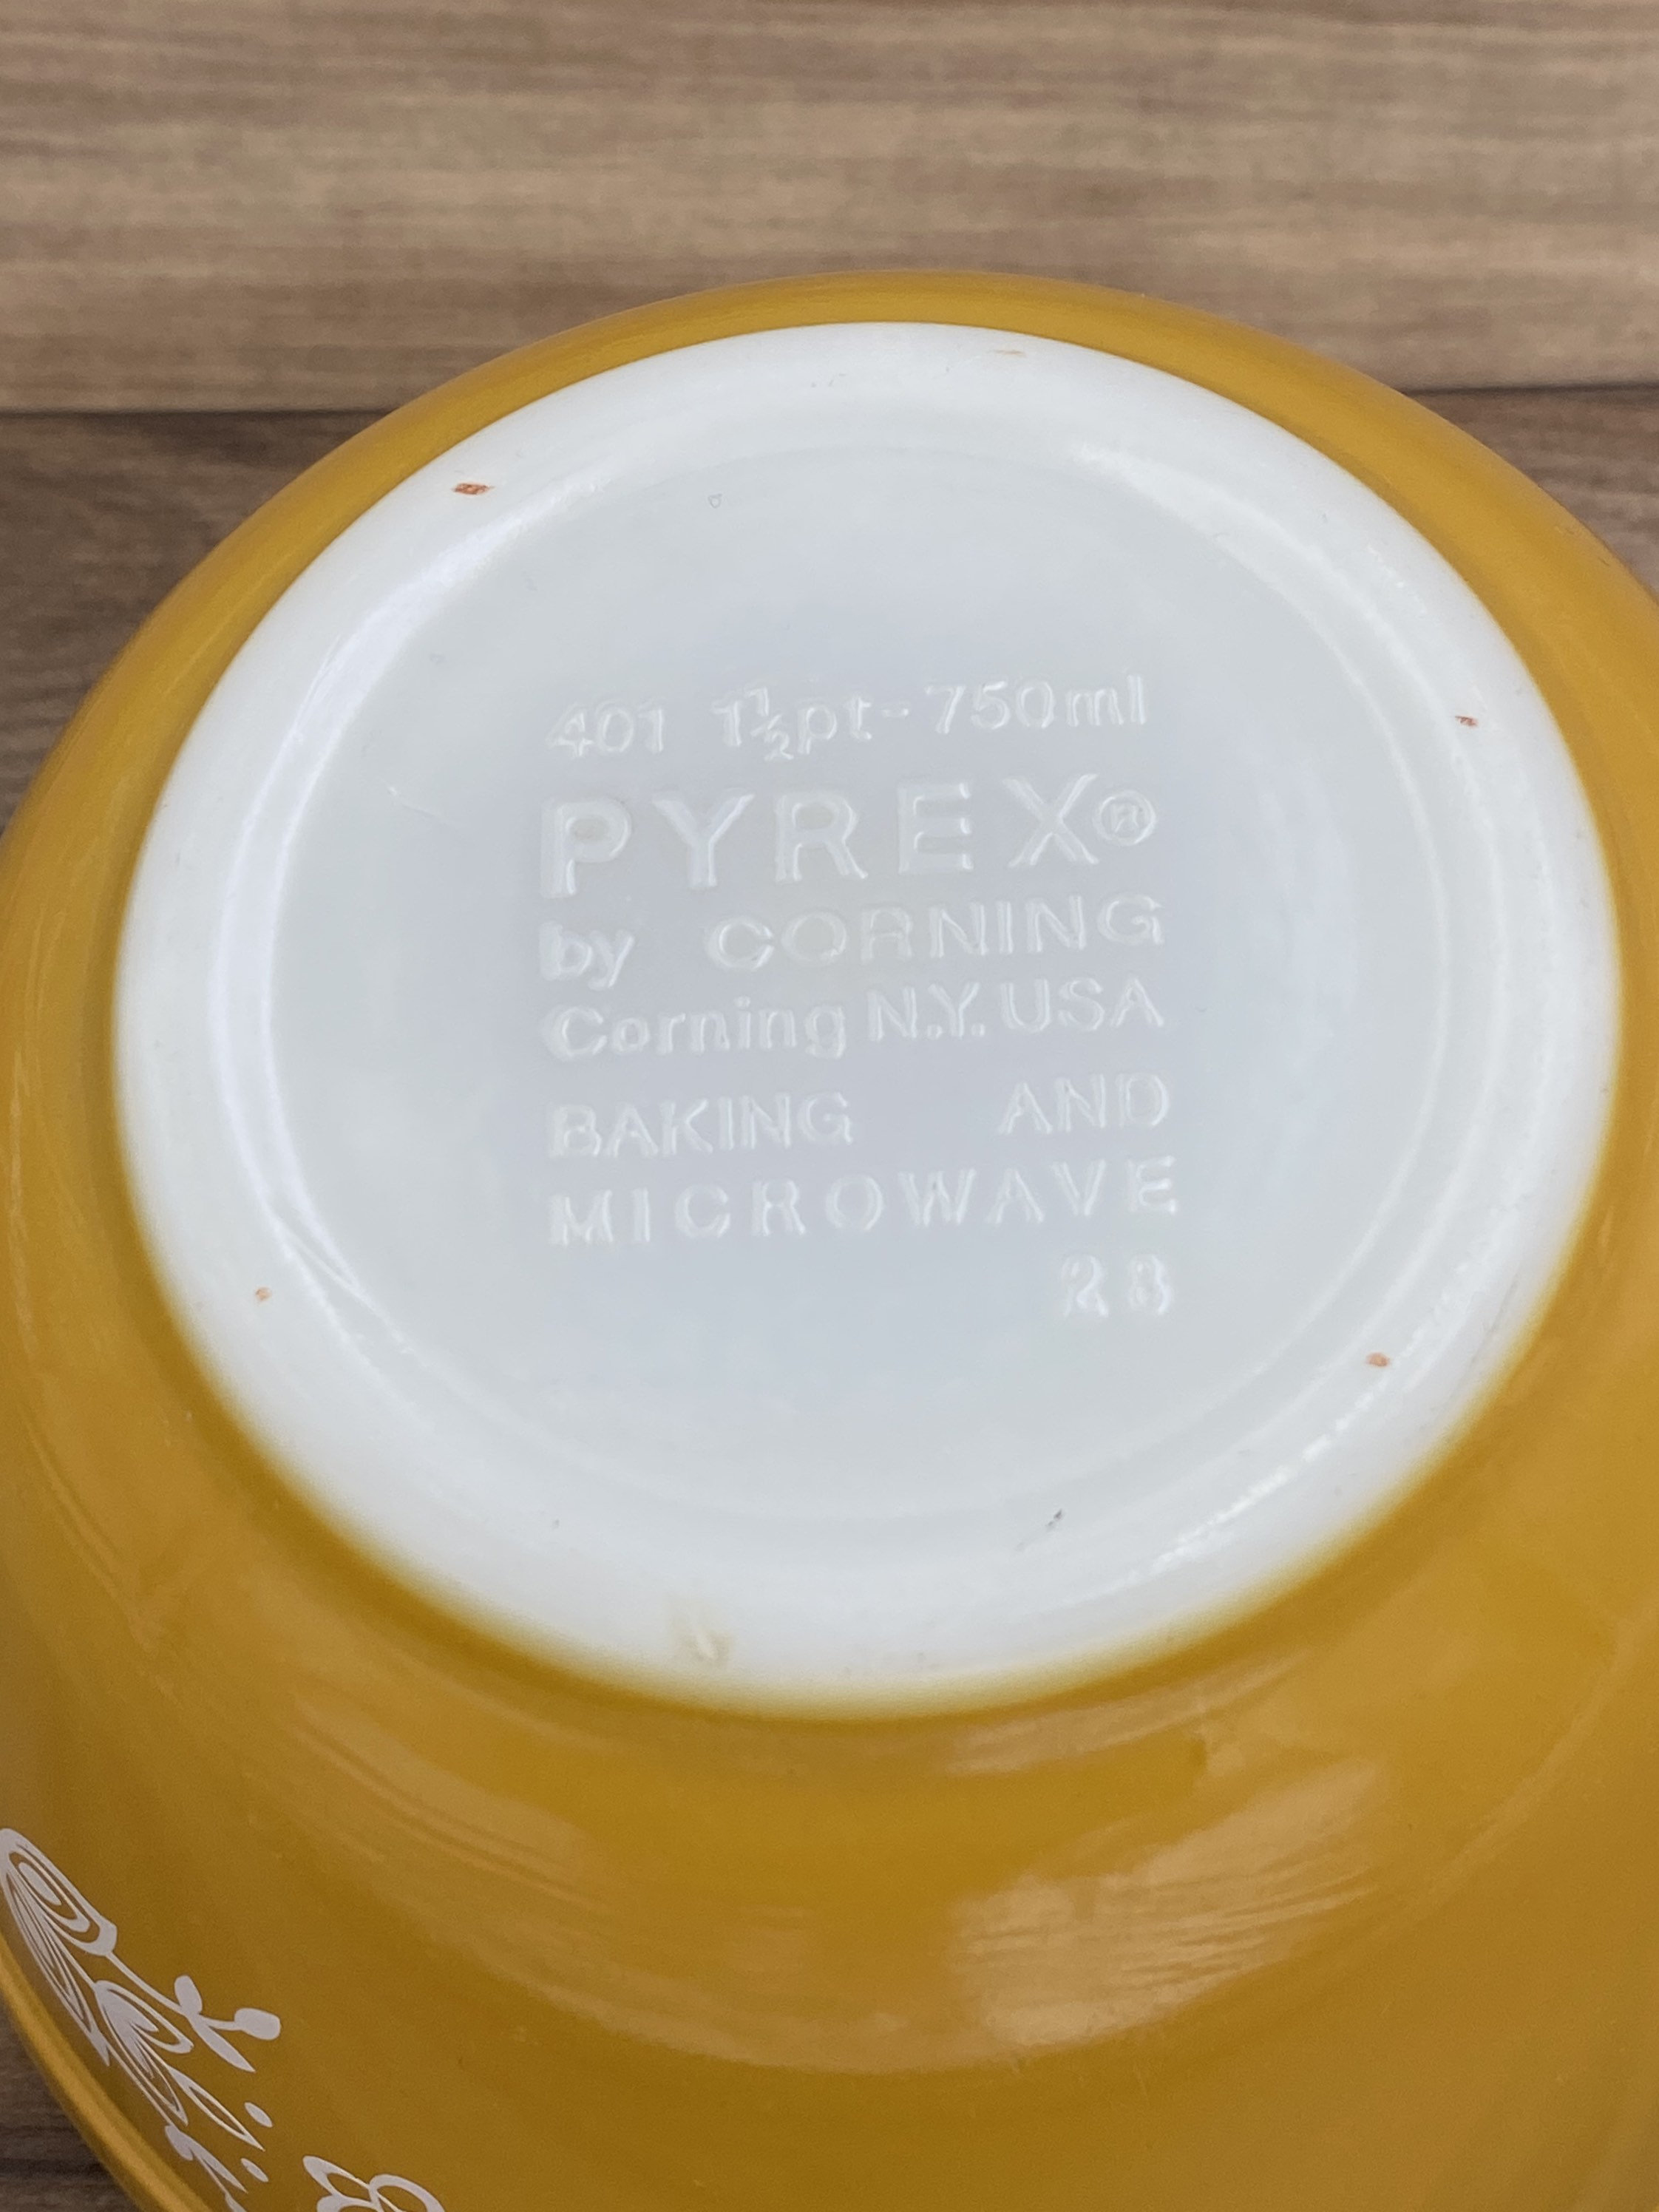 401 1½pt-750ml
PYREX®
by CORNING
Corning N.Y. USA
BAKING AND
MICROWAVE
28